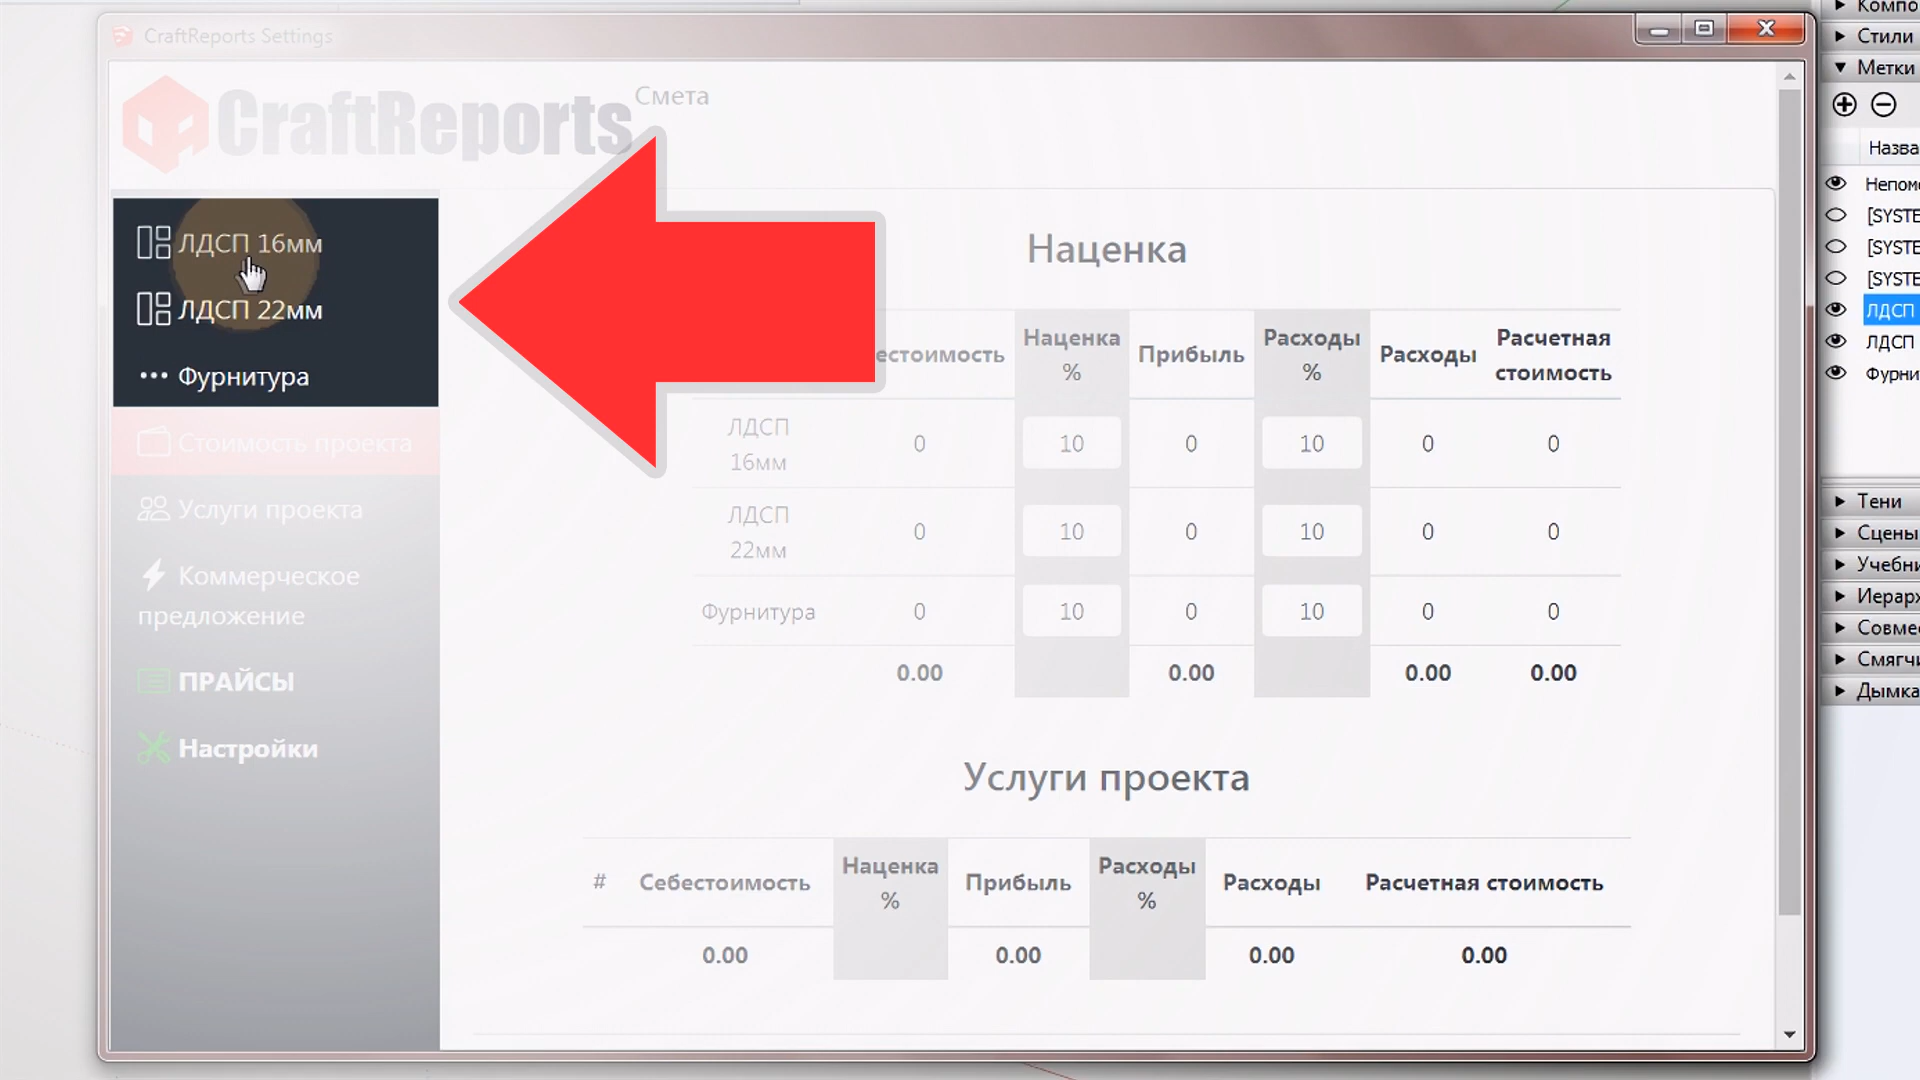 CraftReports Settings
CraftReports
Смета
ЛДСП 16мм
ЛДСП 22мм
Фурнитура
Стоимость проекта
Услуги проекта
Коммерческое
предложение
ПРАЙСЫ
Настройки
Наценка
Наценка
%
Прибыль
Расходы
%
Расходы
Расчетная
стоимость
ЛДСП
16мм
0 10 0 10 0 0
ЛДСП
22мм
0 10 0 10 0 0
Фурнитура 0 10 0 10 0 0
0.00 0.00 0.00 0.00
Услуги проекта
# Себестоимость
Наценка
%
Прибыль
Расходы
%
Расходы
Расчетная стоимость
0.00 0.00 0.00 0.00
Стили
Метки
[SYSTE
[SYSTE
[SYSTE
ЛДСП
ЛДСП
Тени
Сцены
Дымка